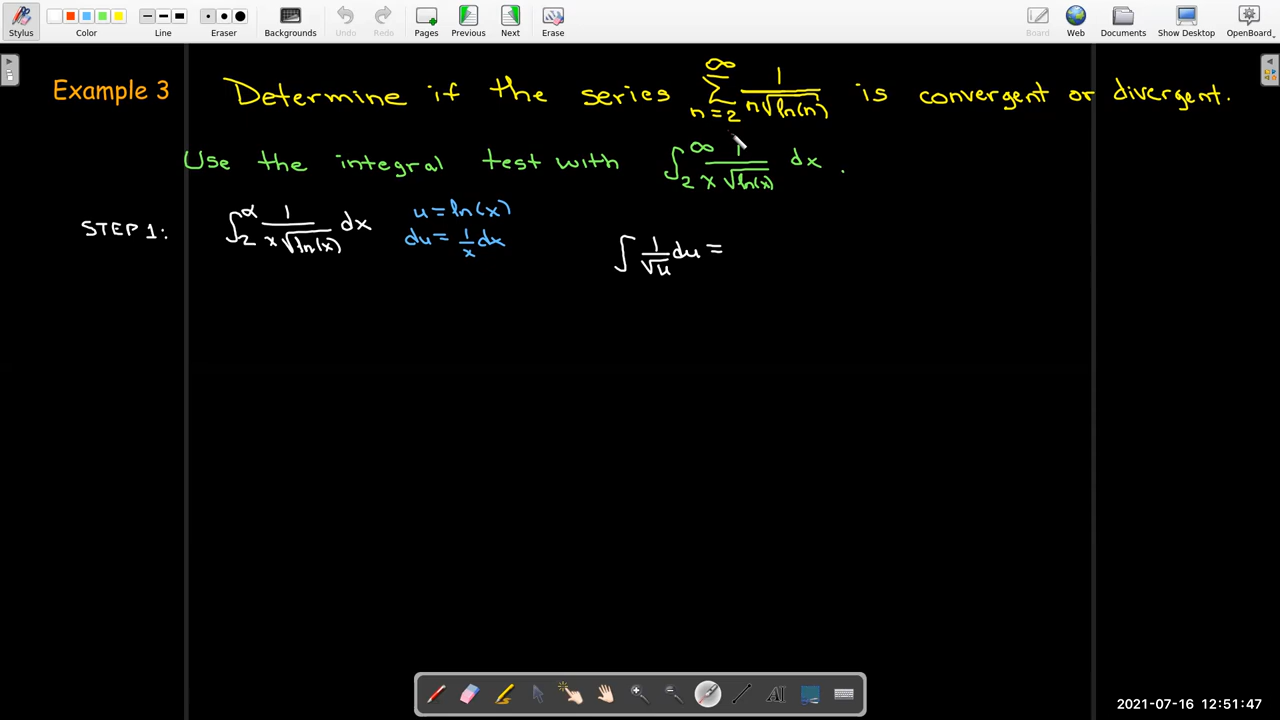 Stylus Color Line Eraser Backgrounds Undo Redo Pages Previous Next Erase Board Web Documents Show Desktop OpenBoard
Example 3 Determine if the series ∑_{n=2}^{∞} 1/(n√ln(n)) is convergent or divergent.
Use the integral test with ∫_2^∞ 1/(x√ln(x)) dx.
STEP 1: ∫_2^α 1/(x√ln(x)) dx u = ln(x)
du = 1/x dx ∫ 1/√u du =
AI
2021-07-16 12:51:47